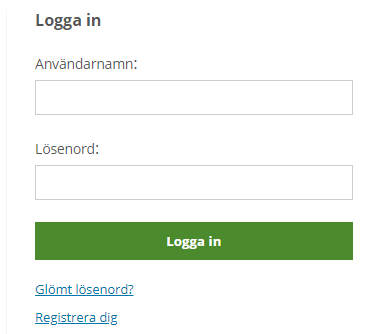 Logga in
Användarnamn:
Lösenord:
Logga in
Glömt lösenord?
Registrera dig